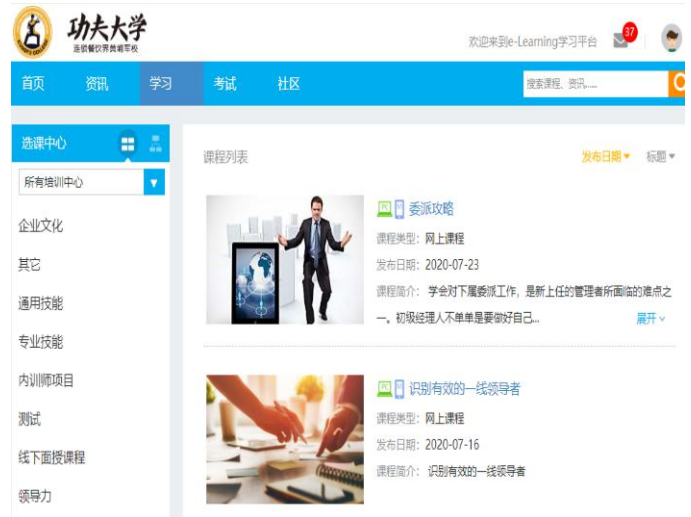 功夫大学
连锁餐饮界黄埔军校
欢迎来到e-Learning学习平台
37
首页 资讯 学习 考试 社区
搜索课程、资讯......
选课中心
所有培训中心
企业文化
其它
通用技能
专业技能
内训师项目
测试
线下面授课程
领导力
课程列表
发布日期 标题
PC 委派攻略
课程类型：网上课程
发布日期：2020-07-23
课程简介： 学会对下属委派工作，是新上任的管理者所面临的难点之
一。初级经理人不单单是要做好自己...
展开
PC 识别有效的一线领导者
课程类型：网上课程
发布日期：2020-07-16
课程简介： 识别有效的一线领导者